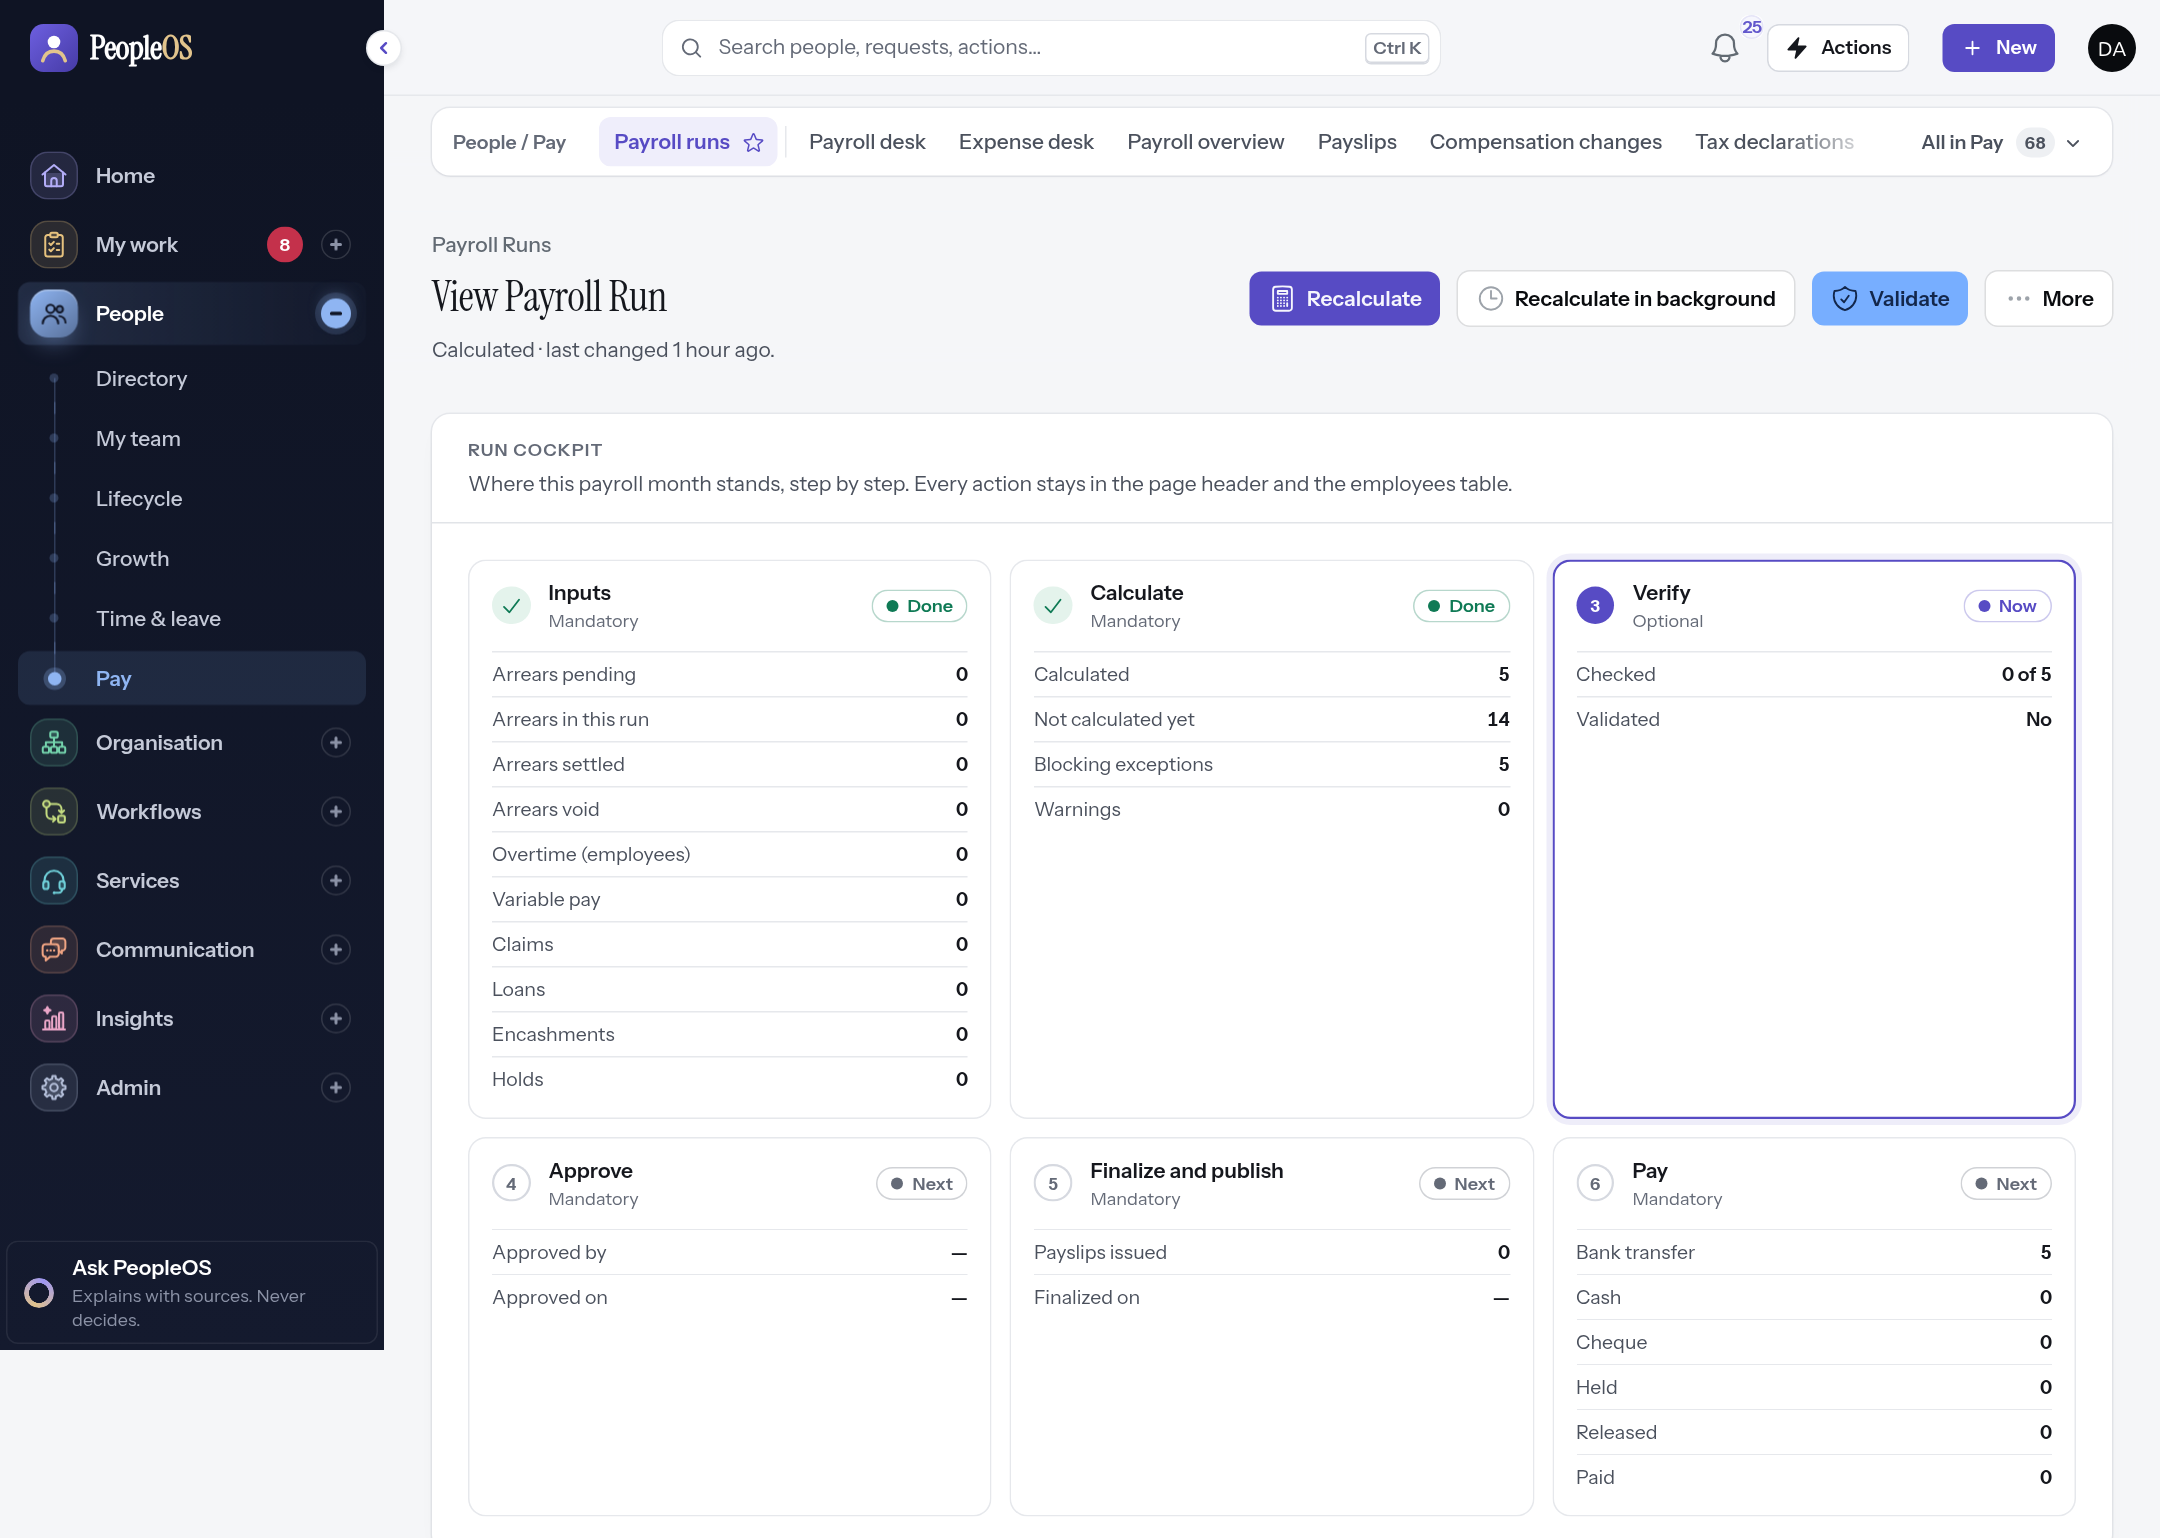 PeopleOS
Search people, requests, actions...
Ctrl K
25
Actions
New
DA
Home
My work
8
People
Directory
My team
Lifecycle
Growth
Time & leave
Pay
Organisation
Workflows
Services
Communication
Insights
Admin
Ask PeopleOS
Explains with sources. Never
decides.
People / Pay
Payroll runs
Payroll desk
Expense desk
Payroll overview
Payslips
Compensation changes
Tax declarations
All in Pay
68
Payroll Runs
View Payroll Run
Calculated · last changed 1 hour ago.
Recalculate
Recalculate in background
Validate
More
RUN COCKPIT
Where this payroll month stands, step by step. Every action stays in the page header and the employees table.
Inputs
Mandatory
Done
Arrears pending 0
Arrears in this run 0
Arrears settled 0
Arrears void 0
Overtime (employees) 0
Variable pay 0
Claims 0
Loans 0
Encashments 0
Holds 0
Calculate
Mandatory
Done
Calculated 5
Not calculated yet 14
Blocking exceptions 5
Warnings 0
3
Verify
Optional
Now
Checked 0 of 5
Validated No
4
Approve
Mandatory
Next
Approved by —
Approved on —
5
Finalize and publish
Mandatory
Next
Payslips issued 0
Finalized on —
6
Pay
Mandatory
Next
Bank transfer 5
Cash 0
Cheque 0
Held 0
Released 0
Paid 0